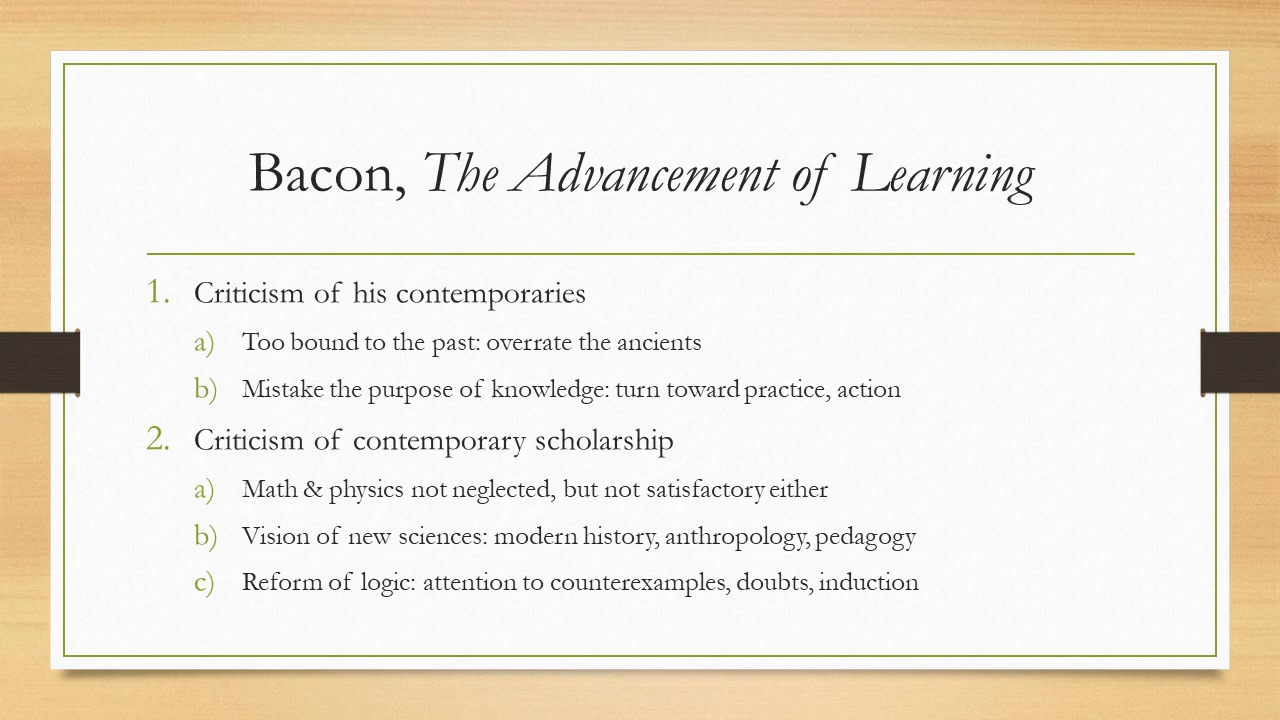 Bacon, The Advancement of Learning
1. Criticism of his contemporaries
a) Too bound to the past: overrate the ancients
b) Mistake the purpose of knowledge: turn toward practice, action
2. Criticism of contemporary scholarship
a) Math & physics not neglected, but not satisfactory either
b) Vision of new sciences: modern history, anthropology, pedagogy
c) Reform of logic: attention to counterexamples, doubts, induction